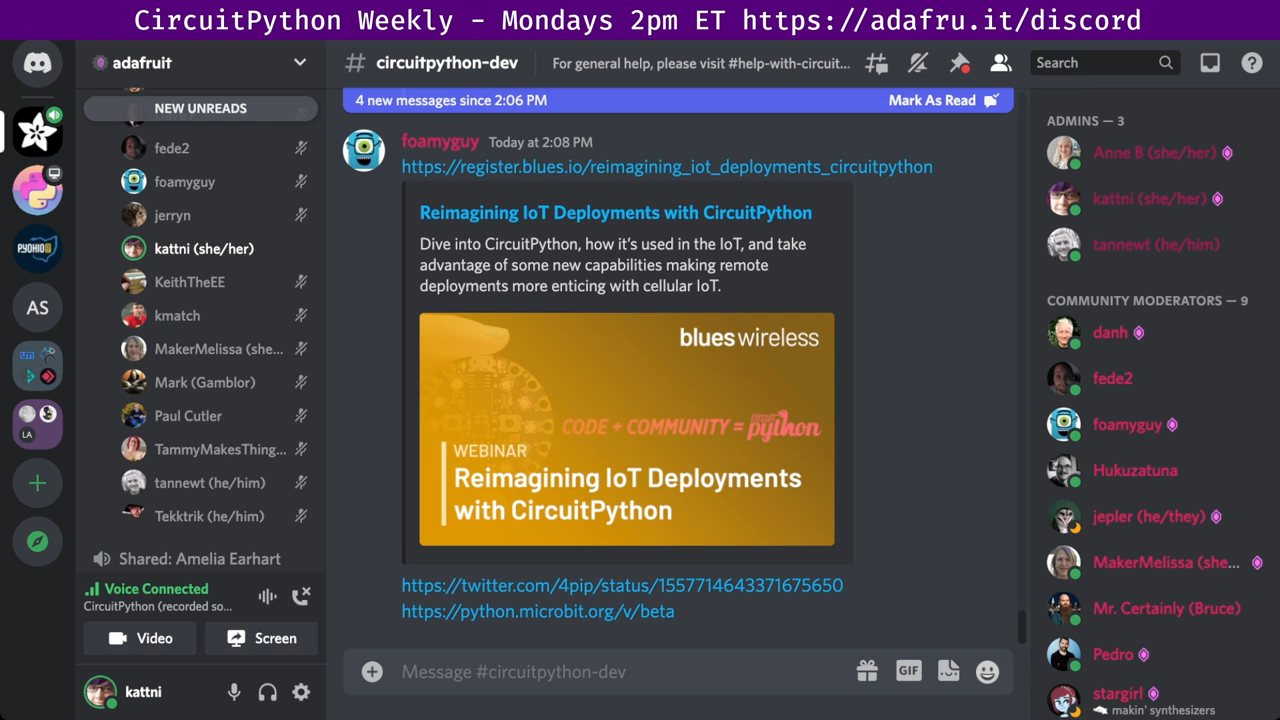 CircuitPython Weekly - Mondays 2pm ET https://adafru.it/discord
adafruit
NEW UNREADS
fede2
foamyguy
jerryn
kattni (she/her)
KeithTheEE
kmatch
MakerMelissa (she...
Mark (Gamblor)
Paul Cutler
TammyMakesThing...
tannewt (he/him)
Tekktrik (he/him)
Shared: Amelia Earhart
Voice Connected
CircuitPython (recorded so...
Video
Screen
kattni
AS
LA
circuitpython-dev
For general help, please visit #help-with-circuit...
Search
4 new messages since 2:06 PM
Mark As Read
foamyguy Today at 2:08 PM
https://register.blues.io/reimagining_iot_deployments_circuitpython
Reimagining IoT Deployments with CircuitPython
Dive into CircuitPython, how it's used in the IoT, and take
advantage of some new capabilities making remote
deployments more enticing with cellular IoT.
blues wireless
CODE + COMMUNITY = circuit python
WEBINAR
Reimagining IoT Deployments
with CircuitPython
https://twitter.com/4pip/status/1557714643371675650
https://python.microbit.org/v/beta
Message #circuitpython-dev
GIF
ADMINS — 3
Anne B (she/her)
kattni (she/her)
tannewt (he/him)
COMMUNITY MODERATORS — 9
danh
fede2
foamyguy
Hukuzatuna
jepler (he/they)
MakerMelissa (she...
Mr. Certainly (Bruce)
Pedro
stargirl
makin' synthesizers